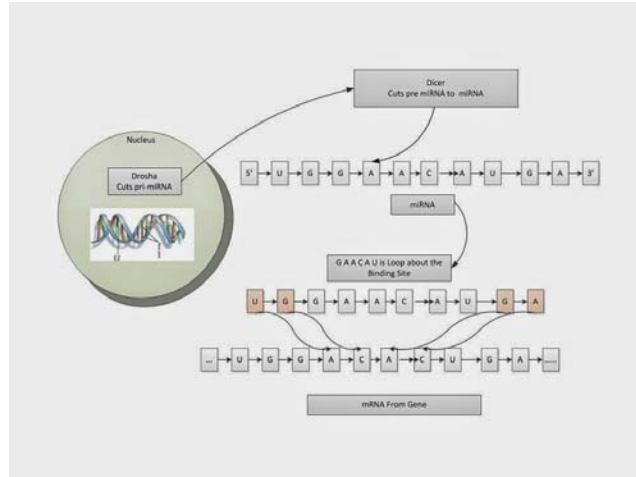 Dicer
Cuts pre miRNA to miRNA
Nucleus
Drosha
Cuts pri-miRNA
5' U G G A A C A U G A 3'
miRNA
G A A C A U is Loop about the
Binding Site
U G G A A C A U G A
... U G G A C A C U G A .....
mRNA From Gene